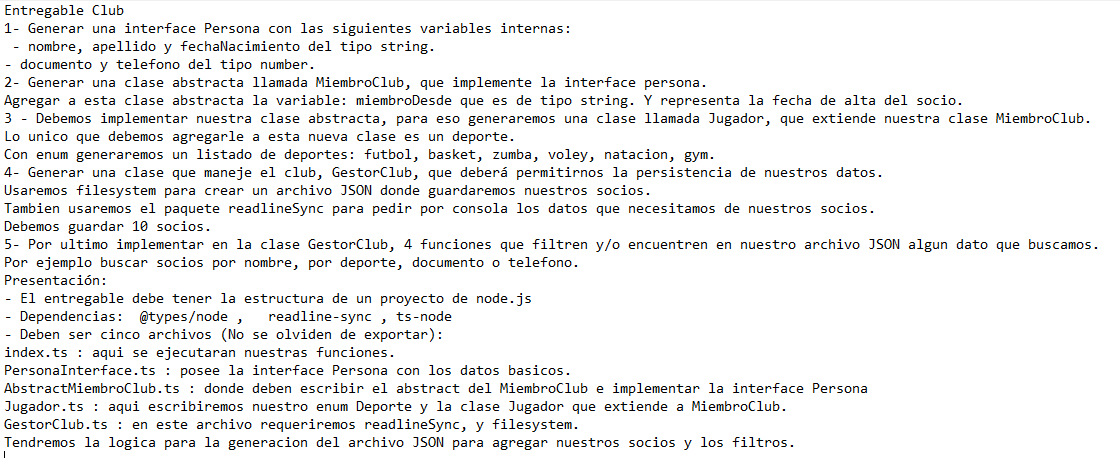 Entregable Club
1- Generar una interface Persona con las siguientes variables internas:
 - nombre, apellido y fechaNacimiento del tipo string.
- documento y telefono del tipo number.
2- Generar una clase abstracta llamada MiembroClub, que implemente la interface persona.
Agregar a esta clase abstracta la variable: miembroDesde que es de tipo string. Y representa la fecha de alta del socio.
3 - Debemos implementar nuestra clase abstracta, para eso generaremos una clase llamada Jugador, que extiende nuestra clase MiembroClub.
Lo unico que debemos agregarle a esta nueva clase es un deporte.
Con enum generaremos un listado de deportes: futbol, basket, zumba, voley, natacion, gym.
4- Generar una clase que maneje el club, GestorClub, que deberá permitirnos la persistencia de nuestros datos.
Usaremos filesystem para crear un archivo JSON donde guardaremos nuestros socios.
Tambien usaremos el paquete readlineSync para pedir por consola los datos que necesitamos de nuestros socios.
Debemos guardar 10 socios.
5- Por ultimo implementar en la clase GestorClub, 4 funciones que filtren y/o encuentren en nuestro archivo JSON algun dato que buscamos.
Por ejemplo buscar socios por nombre, por deporte, documento o telefono.
Presentación:
- El entregable debe tener la estructura de un proyecto de node.js
- Dependencias:  @types/node ,   readline-sync , ts-node
- Deben ser cinco archivos (No se olviden de exportar):
index.ts : aqui se ejecutaran nuestras funciones.
PersonaInterface.ts : posee la interface Persona con los datos basicos.
AbstractMiembroClub.ts : donde deben escribir el abstract del MiembroClub e implementar la interface Persona
Jugador.ts : aqui escribiremos nuestro enum Deporte y la clase Jugador que extiende a MiembroClub.
GestorClub.ts : en este archivo requeriremos readlineSync, y filesystem.
Tendremos la logica para la generacion del archivo JSON para agregar nuestros socios y los filtros.